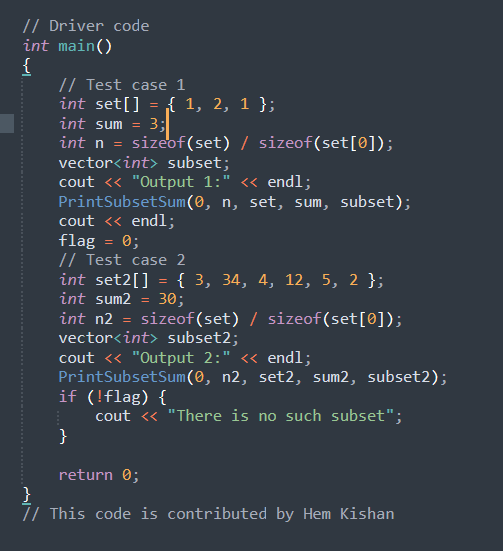 // Driver code
int main()
{
// Test case 1
int set[] = { 1, 2, 1 };
int sum = 3;
int n = sizeof(set) / sizeof(set[0]);
vector<int> subset;
cout << "Output 1:" << endl;
PrintSubsetSum(0, n, set, sum, subset);
cout << endl;
flag = 0;
// Test case 2
int set2[] = { 3, 34, 4, 12, 5, 2 };
int sum2 = 30;
int n2 = sizeof(set) / sizeof(set[0]);
vector<int> subset2;
cout << "Output 2:" << endl;
PrintSubsetSum(0, n2, set2, sum2, subset2);
if (!flag) {
cout << "There is no such subset";
}
return 0;
}
// This code is contributed by Hem Kishan